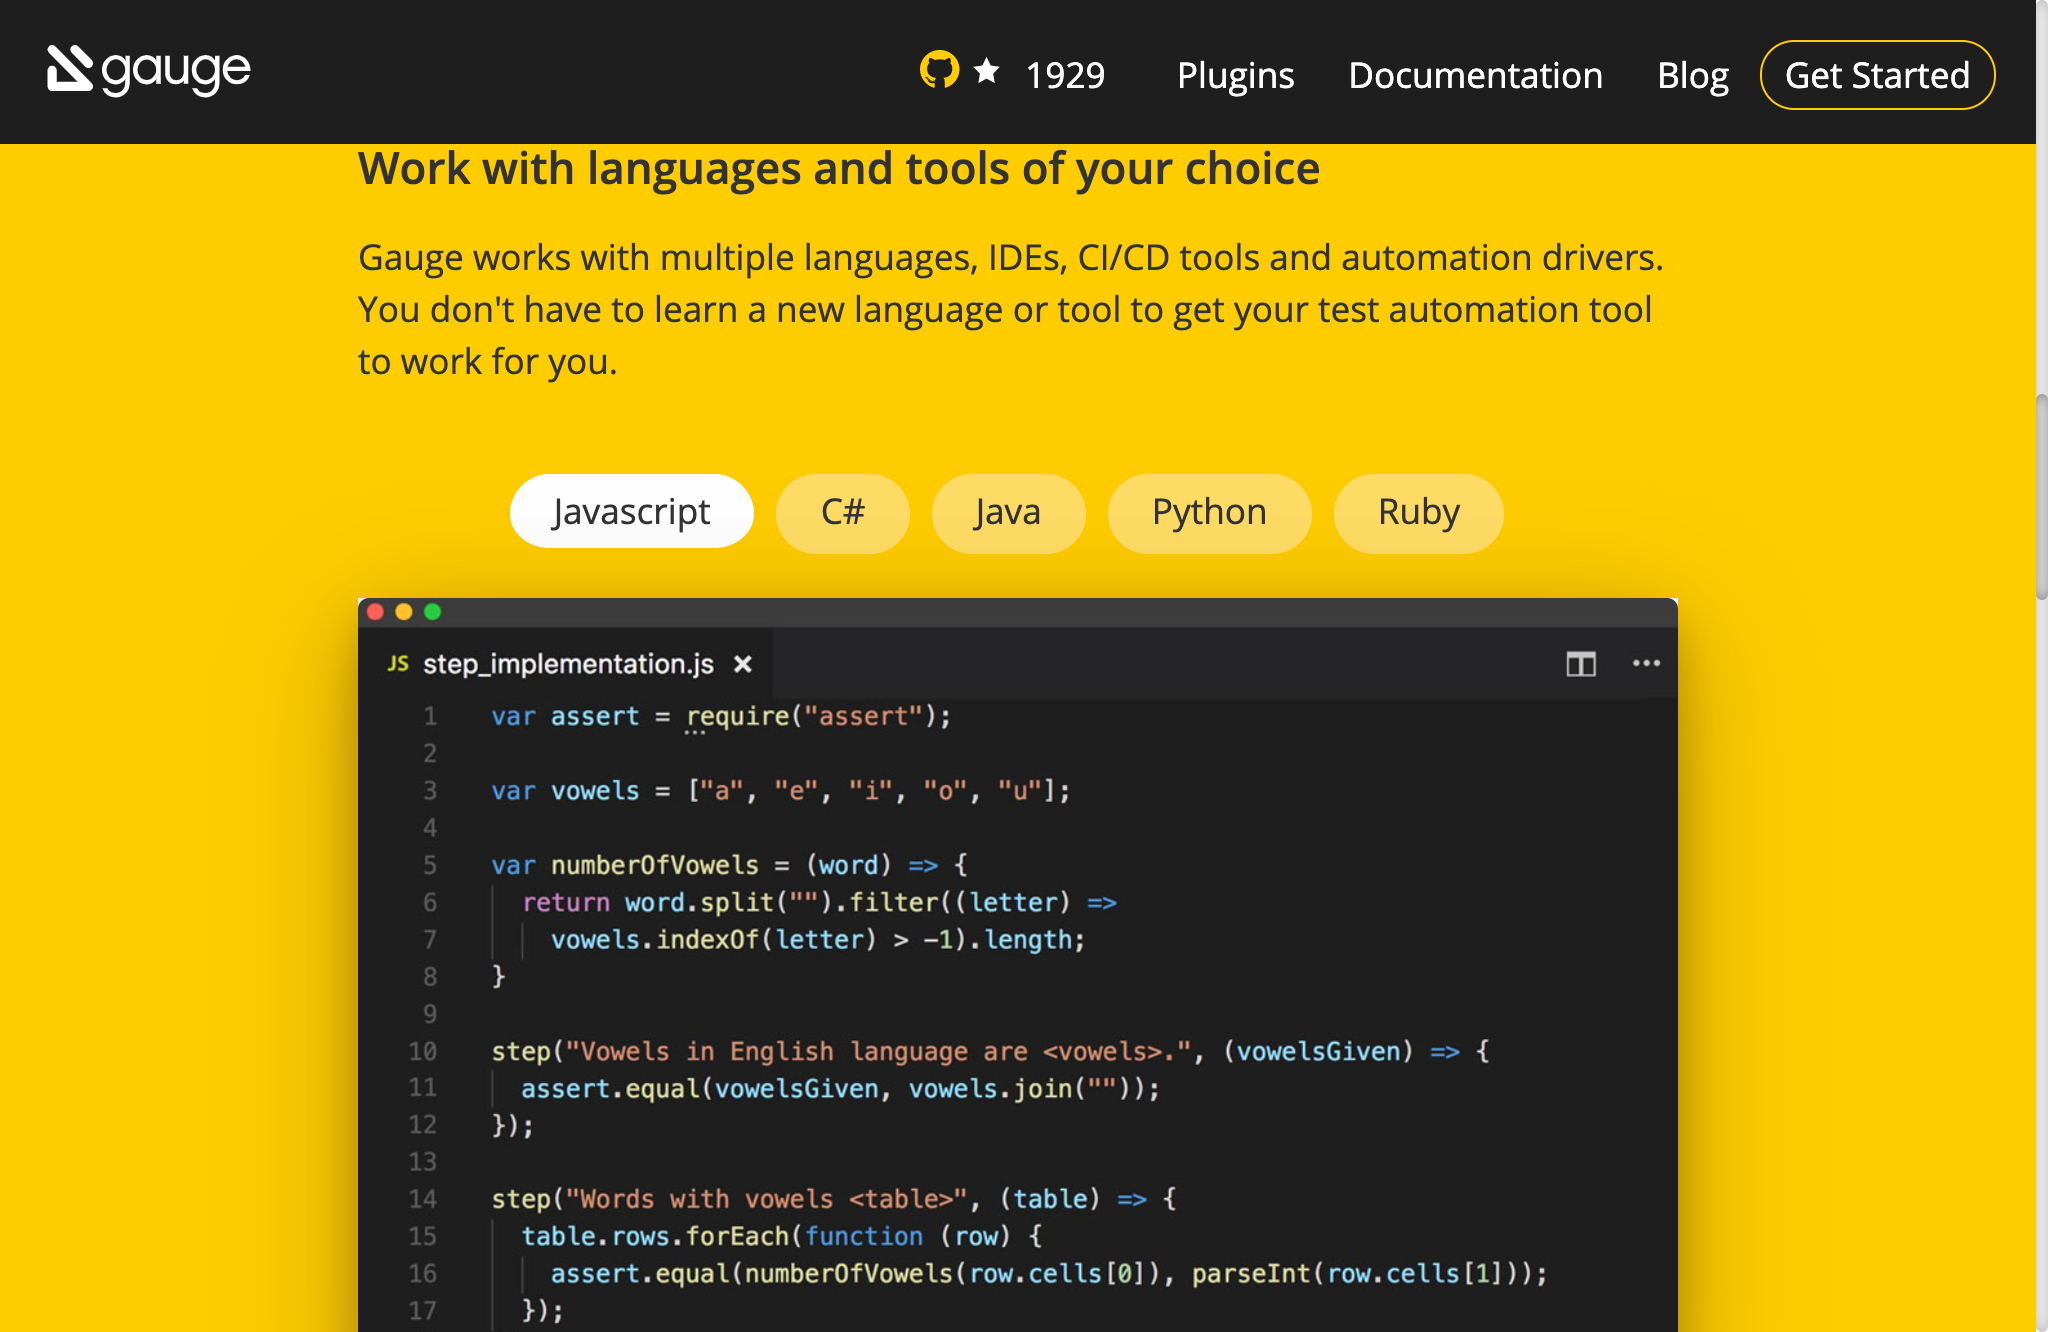 gauge
1929 Plugins Documentation Blog Get Started
Work with languages and tools of your choice
Gauge works with multiple languages, IDEs, CI/CD tools and automation drivers.
You don't have to learn a new language or tool to get your test automation tool
to work for you.
Javascript C# Java Python Ruby
JS step_implementation.js
1 var assert = require("assert");
2
3 var vowels = ["a", "e", "i", "o", "u"];
4
5 var numberOfVowels = (word) => {
6 return word.split("").filter((letter) =>
7 vowels.indexOf(letter) > -1).length;
8 }
9
10 step("Vowels in English language are <vowels>.", (vowelsGiven) => {
11 assert.equal(vowelsGiven, vowels.join(""));
12 });
13
14 step("Words with vowels <table>", (table) => {
15 table.rows.forEach(function (row) {
16 assert.equal(numberOfVowels(row.cells[0]), parseInt(row.cells[1]));
17 });